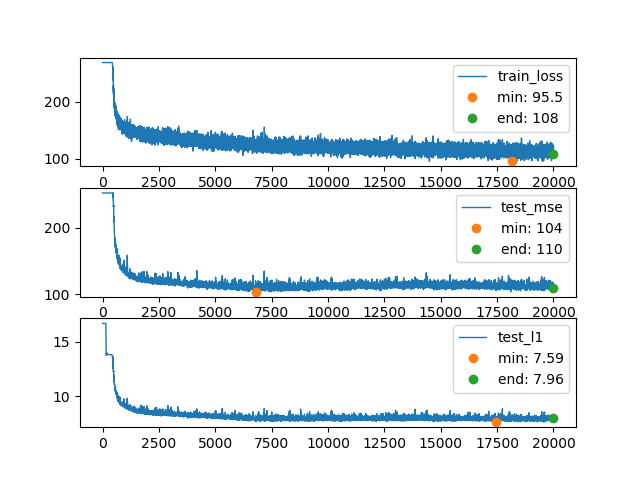 train_loss
min: 95.5
end: 108
200
100
0 2500 5000 7500 10000 12500 15000 17500 20000
test_mse
min: 104
end: 110
200
100
0 2500 5000 7500 10000 12500 15000 17500 20000
test_l1
min: 7.59
end: 7.96
15
10
0 2500 5000 7500 10000 12500 15000 17500 20000